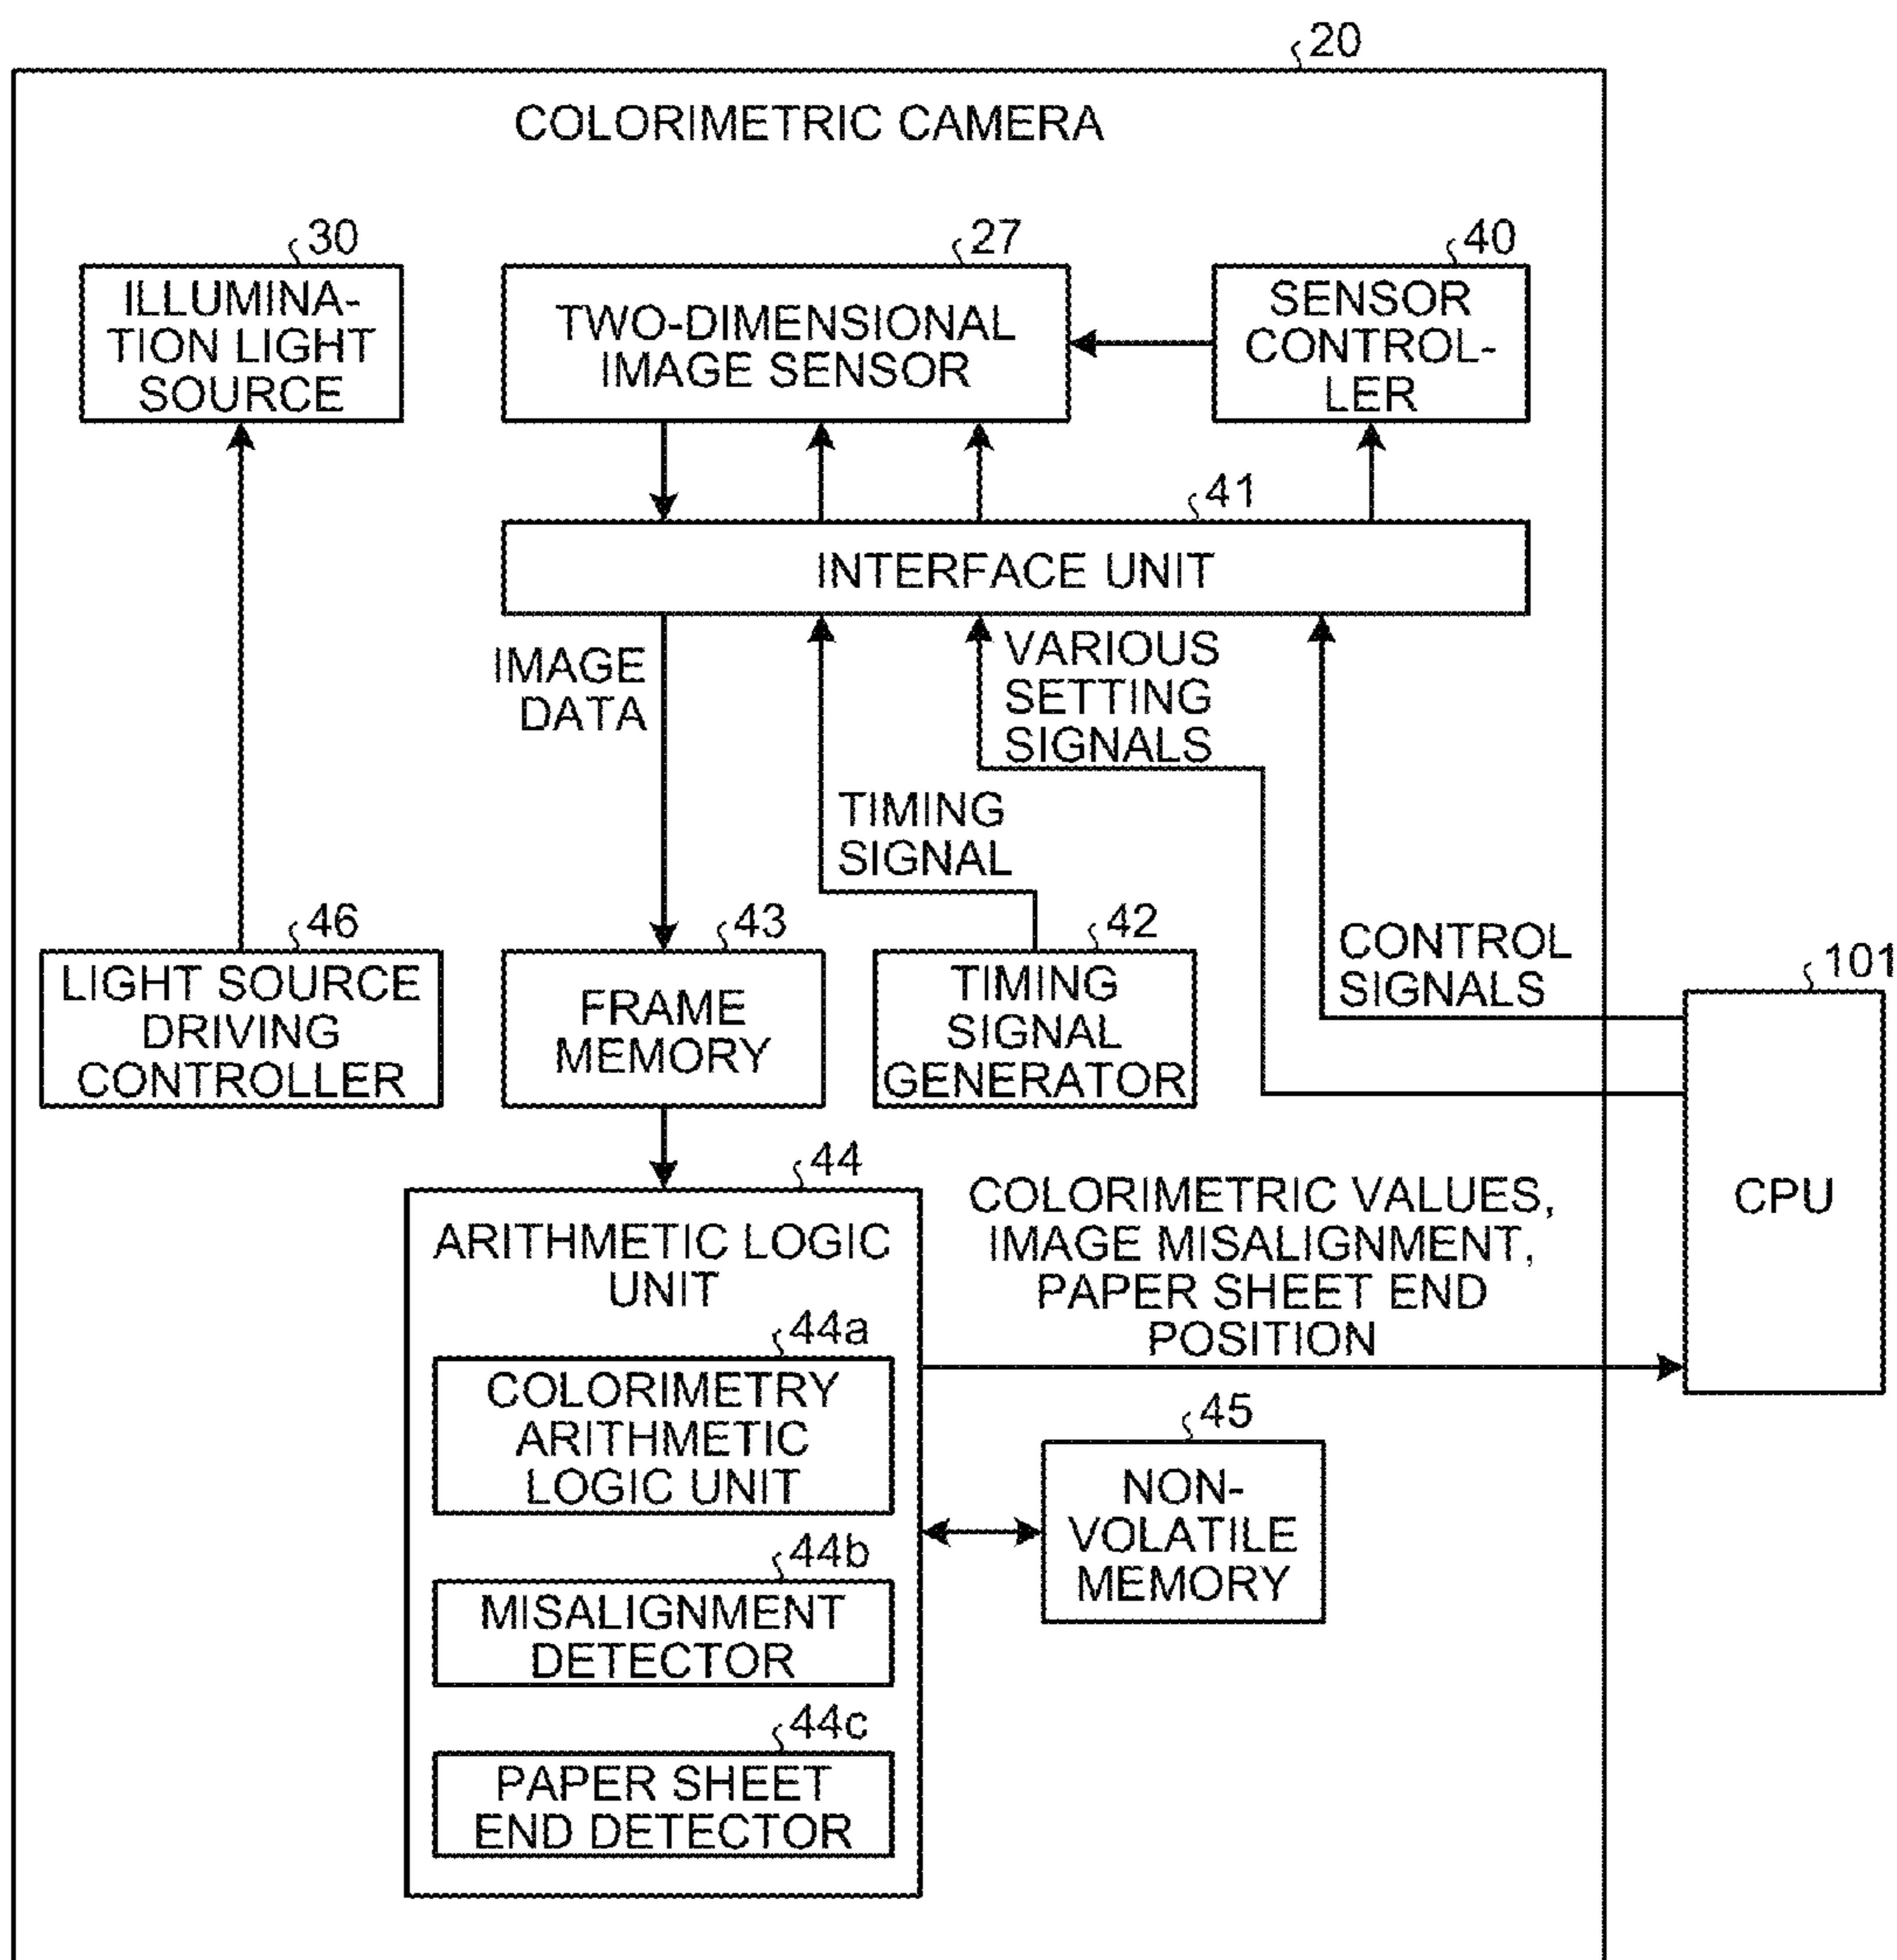 20
COLORIMETRIC CAMERA
30
ILLUMINA-
TION LIGHT
SOURCE
27
TWO-DIMENSIONAL
IMAGE SENSOR
40
SENSOR
CONTROL-
LER
41
INTERFACE UNIT
IMAGE
DATA
VARIOUS
SETTING
SIGNALS
TIMING
SIGNAL
CONTROL
SIGNALS
46
LIGHT SOURCE
DRIVING
CONTROLLER
43
FRAME
MEMORY
42
TIMING
SIGNAL
GENERATOR
101
CPU
44
ARITHMETIC LOGIC
UNIT
COLORIMETRIC VALUES,
IMAGE MISALIGNMENT,
PAPER SHEET END
POSITION
44a
COLORIMETRY
ARITHMETIC
LOGIC UNIT
45
NON-
VOLATILE
MEMORY
44b
MISALIGNMENT
DETECTOR
44c
PAPER SHEET
END DETECTOR